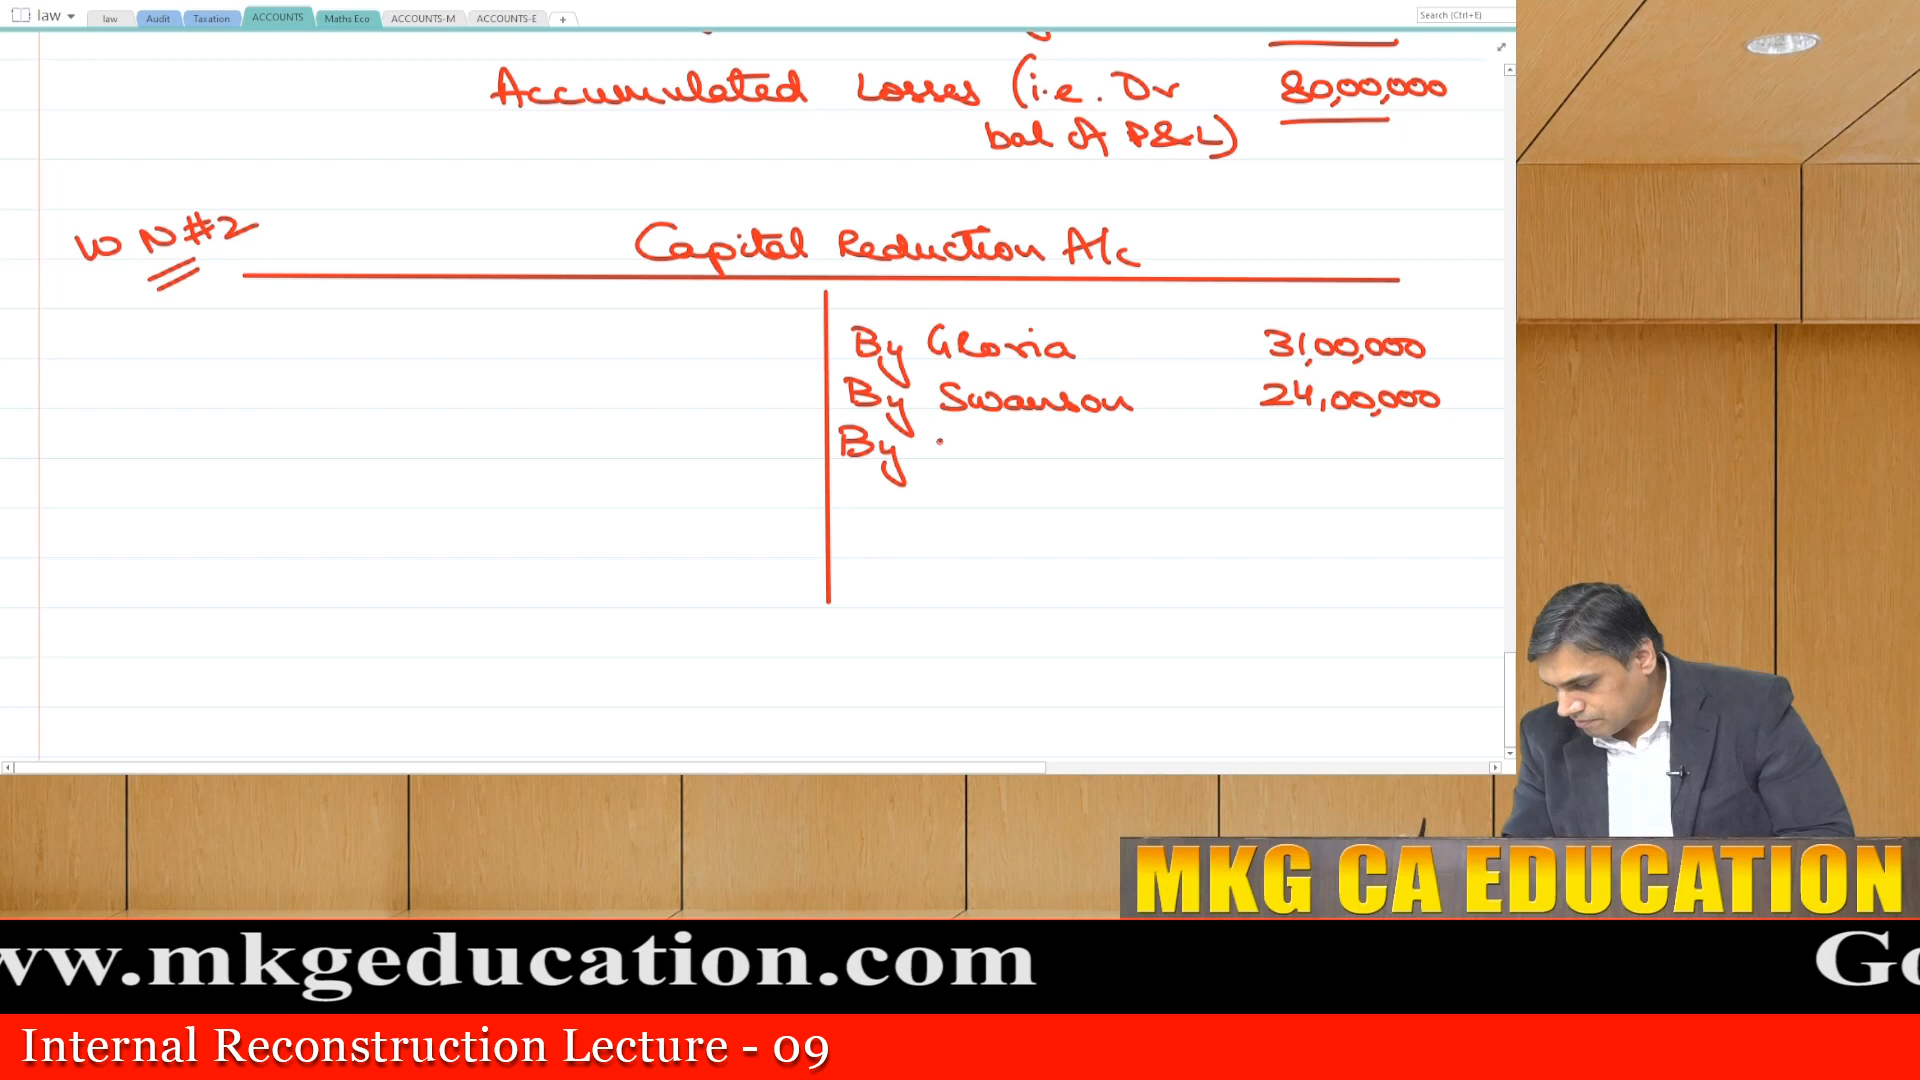 law
law Audit Taxation ACCOUNTS Maths Eco ACCOUNTS-M ACCOUNTS-E +
Search (Ctrl+E)
Accumulated Losses (i.e. Dr 80,00,000
bal of P&L)
WN#2
Capital Reduction A/c
By Gloria 31,00,000
By Swanson 24,00,000
By
MKG CA EDUCATION
ww.mkgeducation.com
Go
Internal Reconstruction Lecture - 09